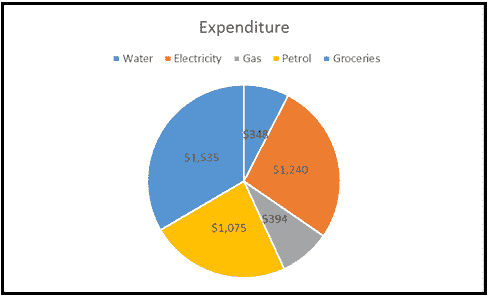 Expenditure
Water Electricity Gas Petrol Groceries
$348
$1,535
$1,240
$394
$1,075